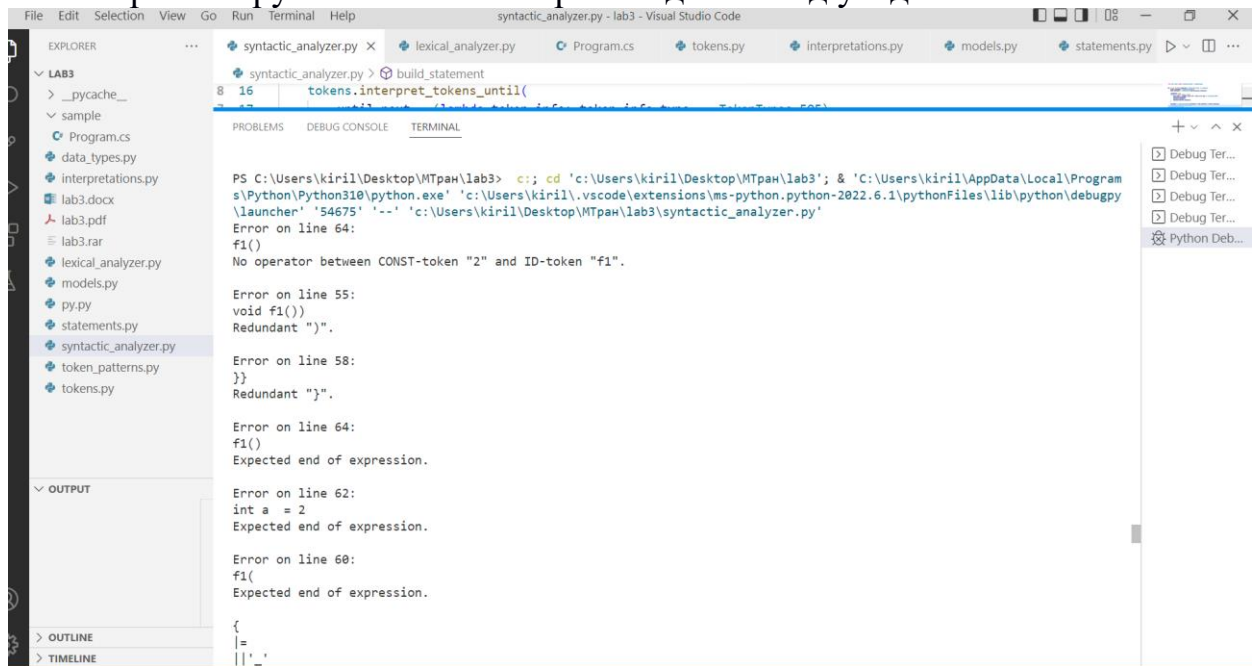 File Edit Selection View Go Run Terminal Help syntactic_analyzer.py - lab3 - Visual Studio Code
EXPLORER ...
LAB3
__pycache__
sample
Program.cs
data_types.py
interpretations.py
lab3.docx
lab3.pdf
lab3.rar
lexical_analyzer.py
models.py
py.py
statements.py
syntactic_analyzer.py
token_patterns.py
tokens.py
OUTPUT
OUTLINE
TIMELINE
syntactic_analyzer.py lexical_analyzer.py Program.cs tokens.py interpretations.py models.py statements.py ...
syntactic_analyzer.py > build_statement
8 16 tokens.interpret_tokens_until(
PROBLEMS DEBUG CONSOLE TERMINAL
PS C:\Users\kiril\Desktop\МТран\lab3> c:; cd 'c:\Users\kiril\Desktop\МТран\lab3'; & 'C:\Users\kiril\AppData\Local\Program
s\Python\Python310\python.exe' 'c:\Users\kiril\.vscode\extensions\ms-python.python-2022.6.1\pythonFiles\lib\python\debugpy
\launcher' '54675' '--' 'c:\Users\kiril\Desktop\МТран\lab3\syntactic_analyzer.py'
Error on line 64:
f1()
No operator between CONST-token "2" and ID-token "f1".
Error on line 55:
void f1())
Redundant ")".
Error on line 58:
}}
Redundant "}".
Error on line 64:
f1()
Expected end of expression.
Error on line 62:
int a  = 2
Expected end of expression.
Error on line 60:
f1(
Expected end of expression.
{
|=
||'_'
Debug Ter...
Debug Ter...
Debug Ter...
Debug Ter...
Python Deb...